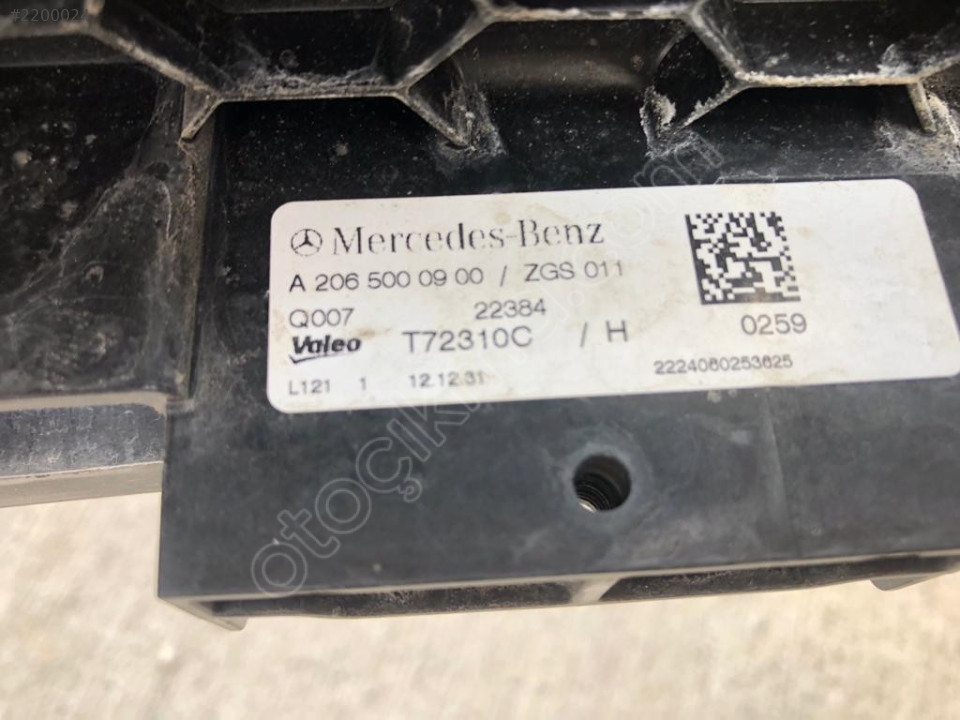 #220002
Mercedes-Benz
A 206 500 09 00 / ZGS 011
Q007 22384
Valeo T72310C / H 0259
L121 1 12.12.31 2224060253625
otoçık